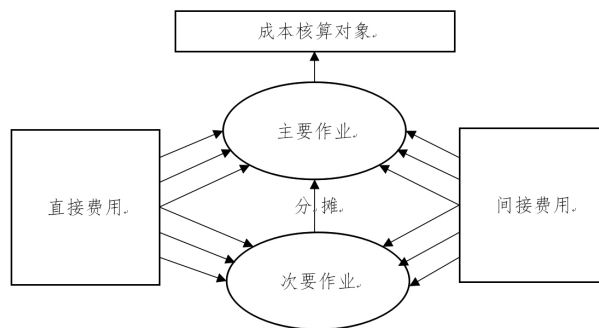 成本核算对象
主要作业
直接费用
分 摊
间接费用
次要作业